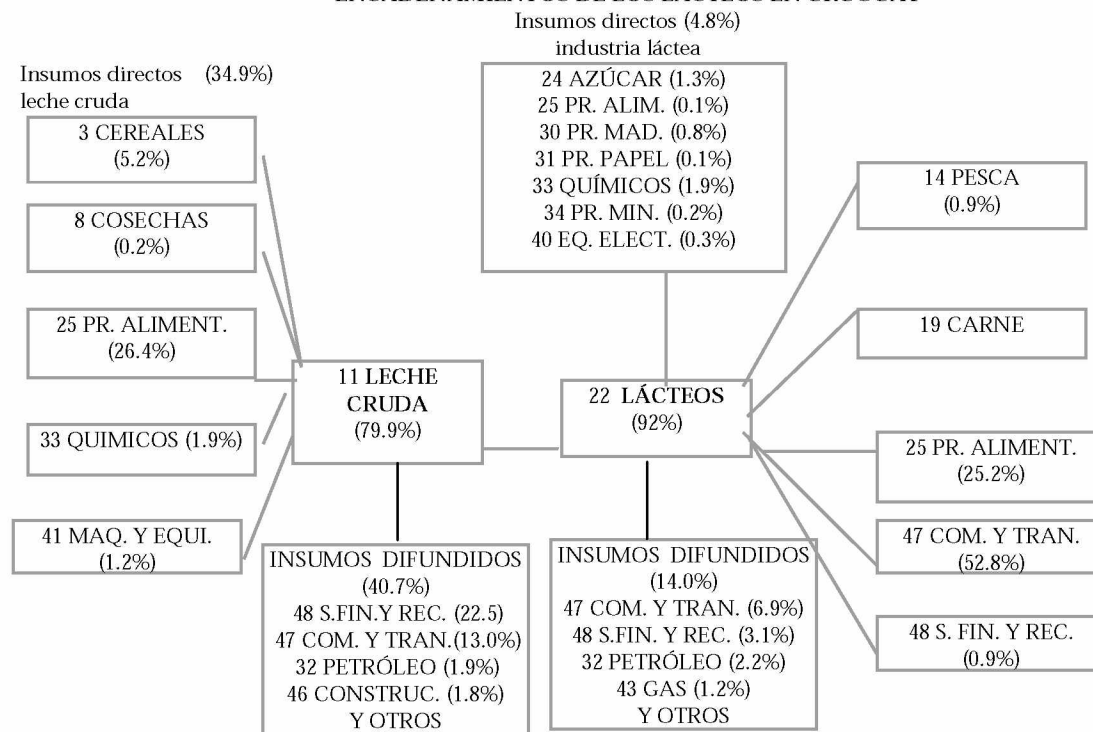 Insumos directos (4.8%)
industria láctea
24 AZÚCAR (1.3%)
25 PR. ALIM. (0.1%)
30 PR. MAD. (0.8%)
31 PR. PAPEL (0.1%)
33 QUÍMICOS (1.9%)
34 PR. MIN. (0.2%)
40 EQ. ELECT. (0.3%)
Insumos directos (34.9%)
leche cruda
3 CEREALES
(5.2%)
8 COSECHAS
(0.2%)
25 PR. ALIMENT.
(26.4%)
33 QUIMICOS (1.9%)
41 MAQ. Y EQUI.
(1.2%)
11 LECHE
CRUDA
(79.9%)
22 LÁCTEOS
(92%)
14 PESCA
(0.9%)
19 CARNE
25 PR. ALIMENT.
(25.2%)
47 COM. Y TRAN.
(52.8%)
48 S. FIN. Y REC.
(0.9%)
INSUMOS DIFUNDIDOS
(40.7%)
48 S.FIN.Y REC. (22.5)
47 COM. Y TRAN.(13.0%)
32 PETRÓLEO (1.9%)
46 CONSTRUC. (1.8%)
Y OTROS
INSUMOS DIFUNDIDOS
(14.0%)
47 COM. Y TRAN. (6.9%)
48 S.FIN. Y REC. (3.1%)
32 PETRÓLEO (2.2%)
43 GAS (1.2%)
Y OTROS